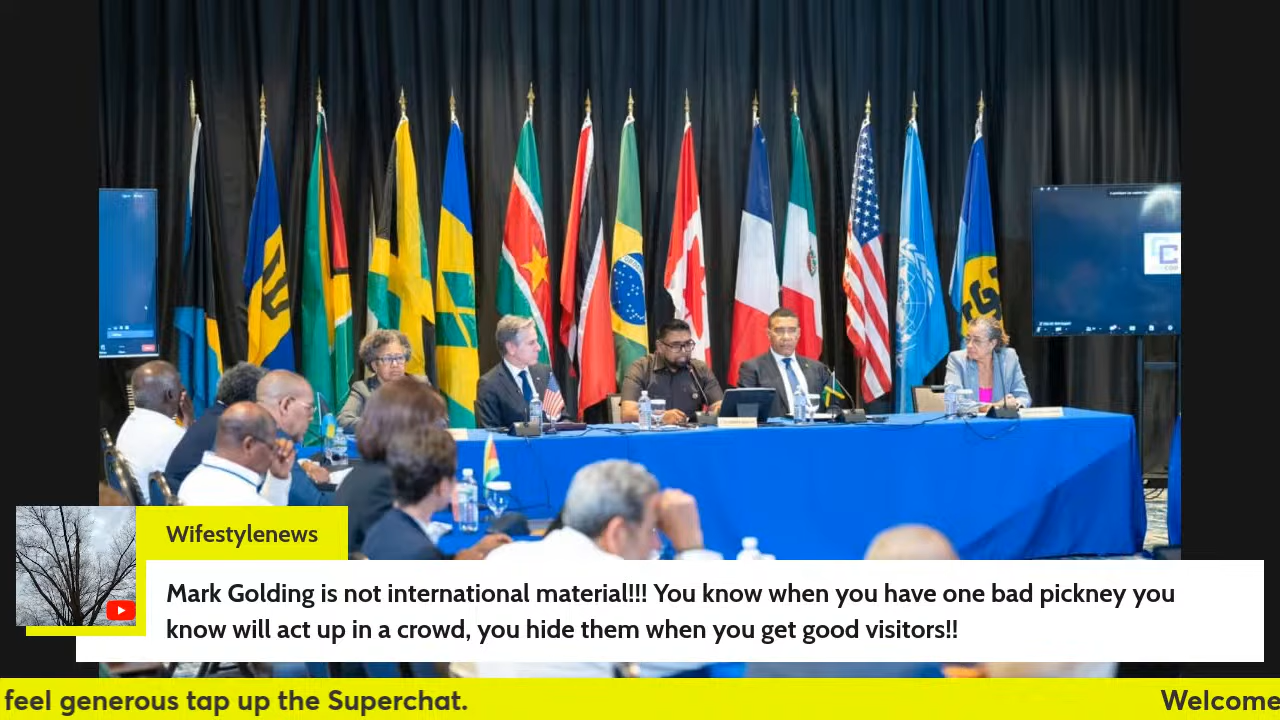 Wifestylenews
Mark Golding is not international material!!! You know when you have one bad pickney you
know will act up in a crowd, you hide them when you get good visitors!!
feel generous tap up the Superchat.
Welcome